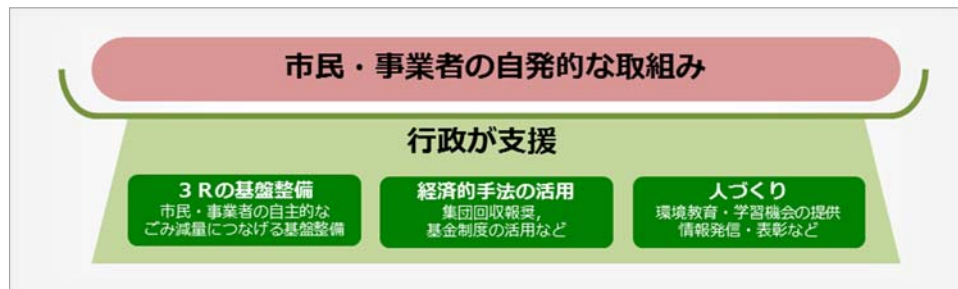 市民・事業者の自発的な取組み
行政が支援
３Ｒの基盤整備
市民・事業者の自主的な
ごみ減量につなげる基盤整備
経済的手法の活用
集団回収報奨，
基金制度の活用など
人づくり
環境教育・学習機会の提供
情報発信・表彰など